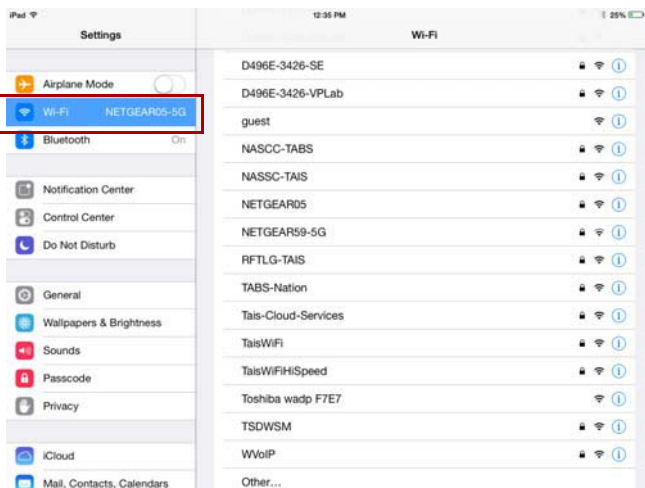 iPad 12:35 PM 25%
Settings Wi-Fi
Airplane Mode
Wi-Fi NETGEAR05-5G
Bluetooth On
Notification Center
Control Center
Do Not Disturb
General
Wallpapers & Brightness
Sounds
Passcode
Privacy
iCloud
Mail, Contacts, Calendars
D496E-3426-SE
D496E-3426-VPLab
guest
NASCC-TABS
NASSC-TAIS
NETGEAR05
NETGEAR59-5G
RFTLG-TAIS
TABS-Nation
Tais-Cloud-Services
TaisWiFi
TaisWiFiHiSpeed
Toshiba wadp F7E7
TSDWSM
WVoIP
Other...